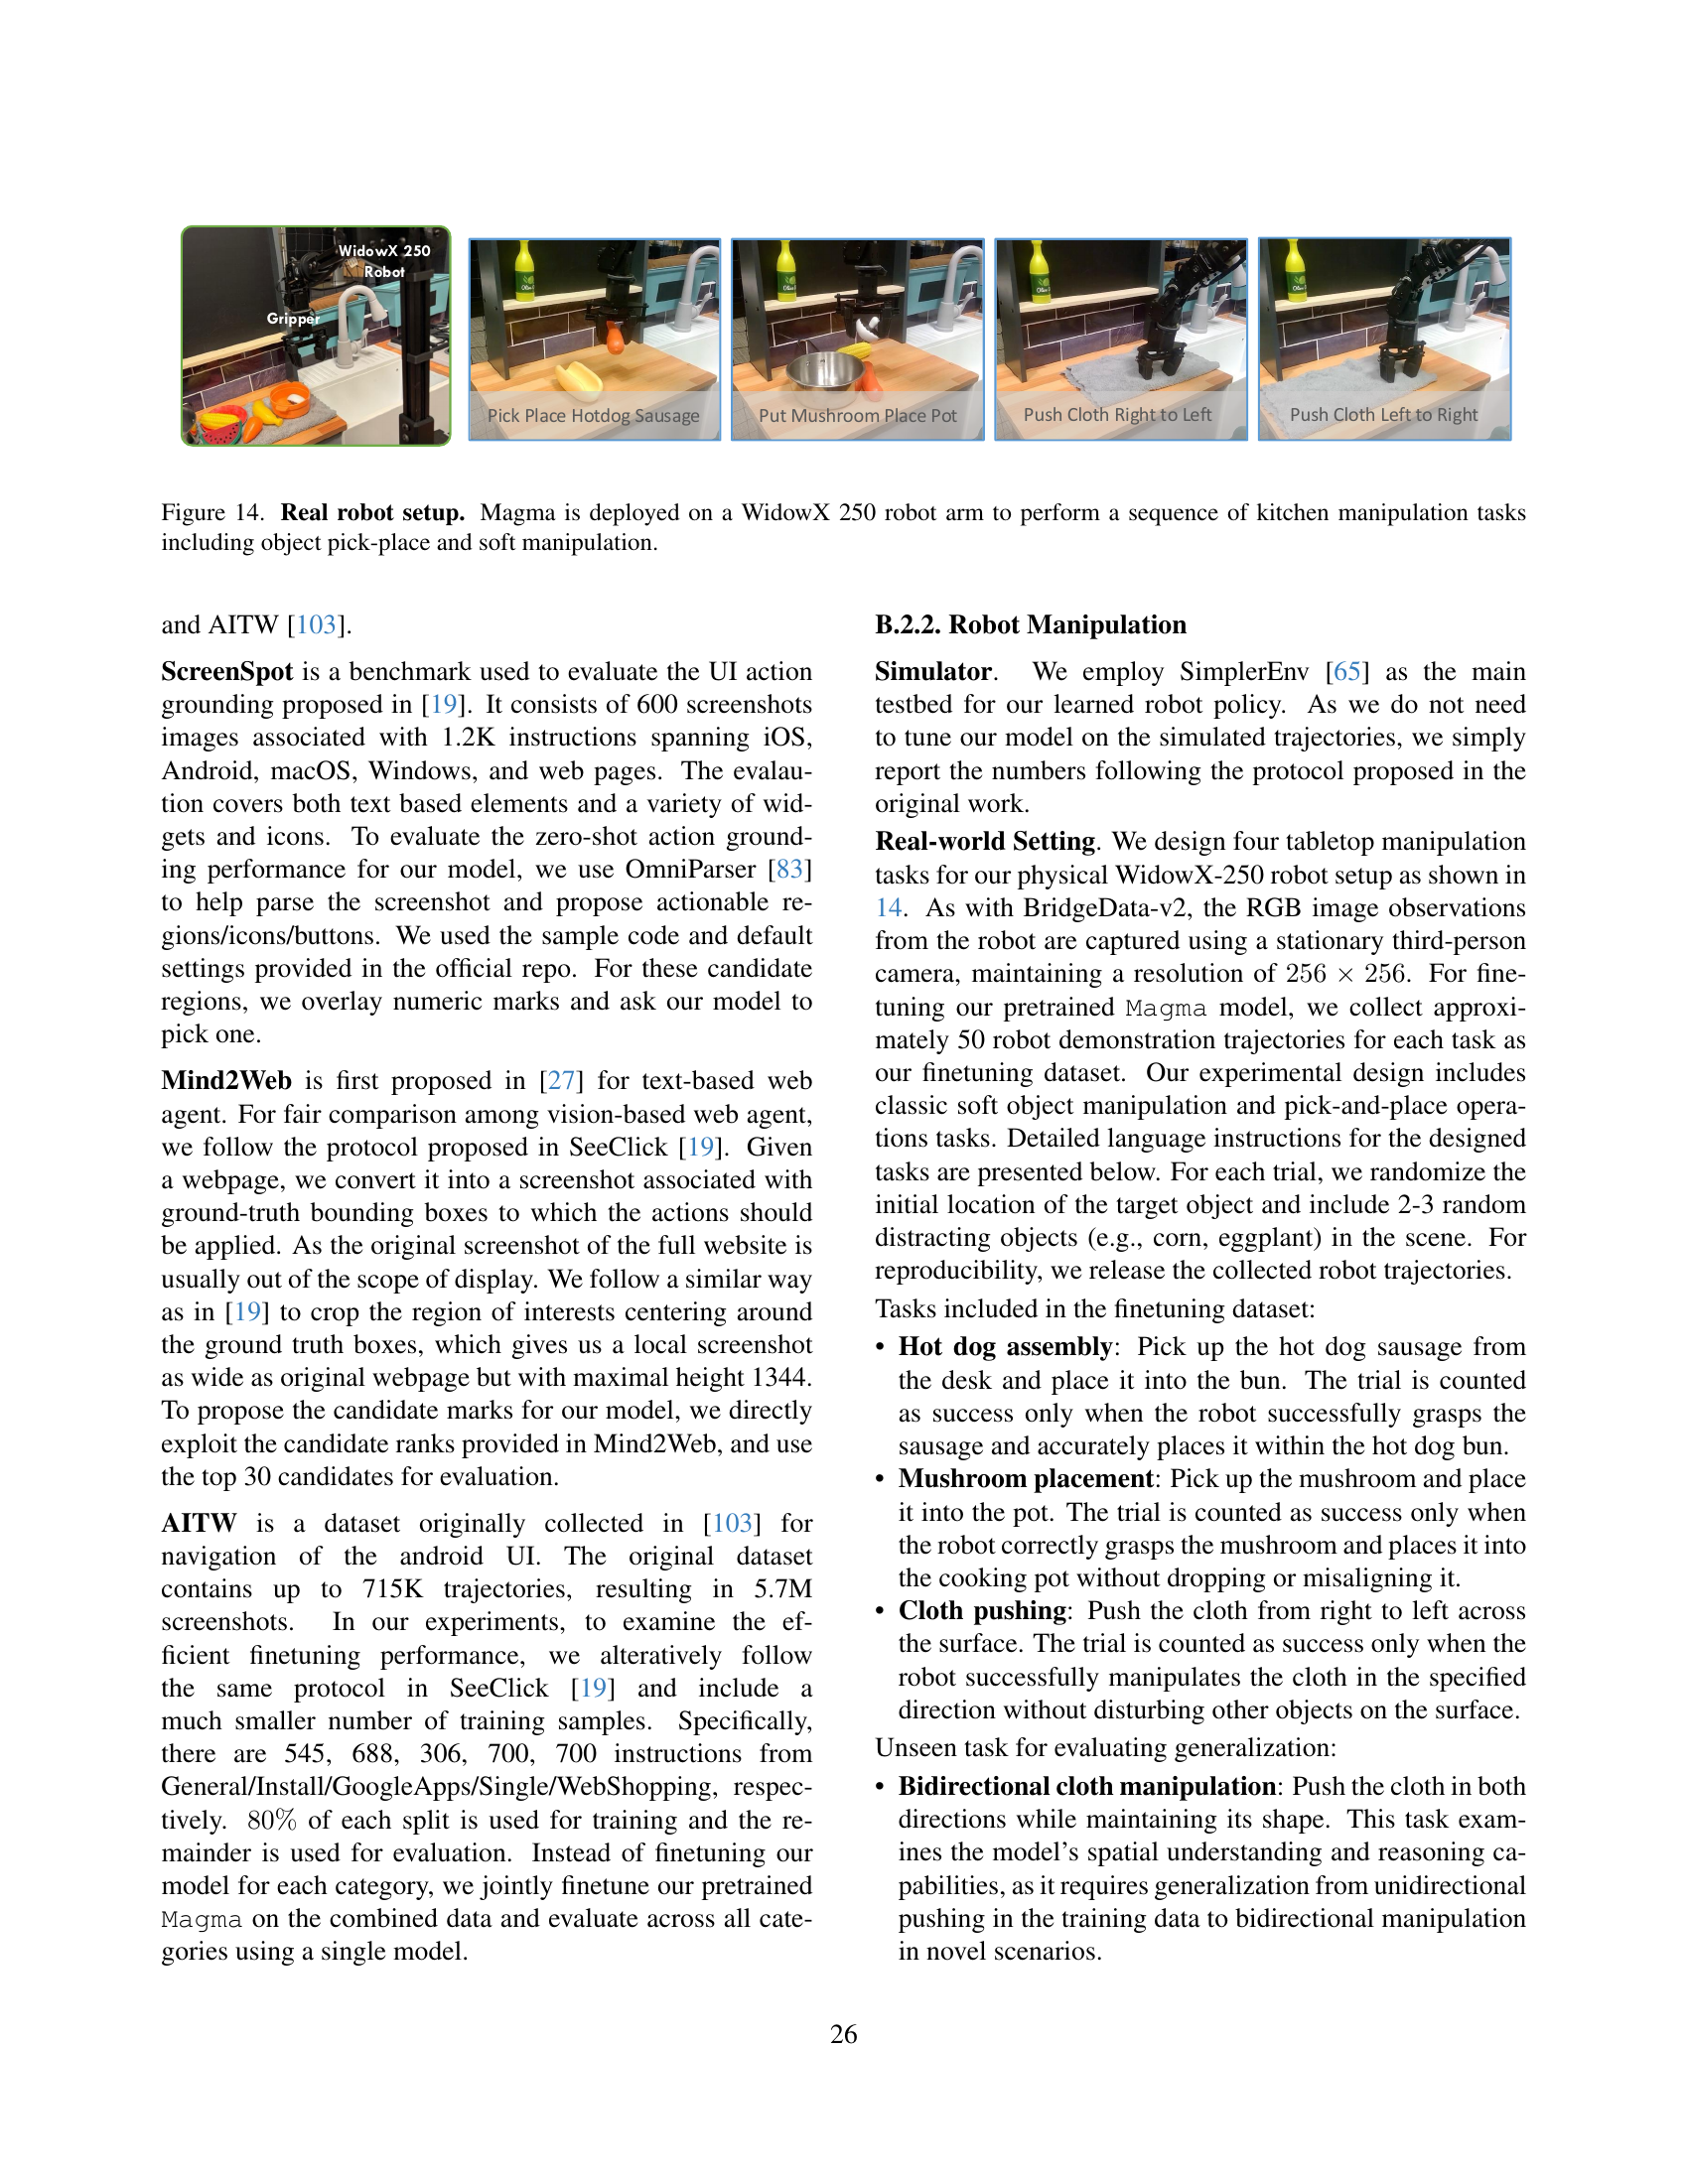 WidowX 250
Robot
Gripper
Pick Place Hotdog Sausage
Put Mushroom Place Pot
Push Cloth Right to Left
Push Cloth Left to Right
Figure 14. Real robot setup. Magma is deployed on a WidowX 250 robot arm to perform a sequence of kitchen manipulation tasks
including object pick-place and soft manipulation.
and AITW [103].
ScreenSpot is a benchmark used to evaluate the UI action
grounding proposed in [19]. It consists of 600 screenshots
images associated with 1.2K instructions spanning iOS,
Android, macOS, Windows, and web pages. The evalau-
tion covers both text based elements and a variety of wid-
gets and icons. To evaluate the zero-shot action ground-
ing performance for our model, we use OmniParser [83]
to help parse the screenshot and propose actionable re-
gions/icons/buttons. We used the sample code and default
settings provided in the official repo. For these candidate
regions, we overlay numeric marks and ask our model to
pick one.
Mind2Web is first proposed in [27] for text-based web
agent. For fair comparison among vision-based web agent,
we follow the protocol proposed in SeeClick [19]. Given
a webpage, we convert it into a screenshot associated with
ground-truth bounding boxes to which the actions should
be applied. As the original screenshot of the full website is
usually out of the scope of display. We follow a similar way
as in [19] to crop the region of interests centering around
the ground truth boxes, which gives us a local screenshot
as wide as original webpage but with maximal height 1344.
To propose the candidate marks for our model, we directly
exploit the candidate ranks provided in Mind2Web, and use
the top 30 candidates for evaluation.
AITW is a dataset originally collected in [103] for
navigation of the android UI. The original dataset
contains up to 715K trajectories, resulting in 5.7M
screenshots. In our experiments, to examine the ef-
ficient finetuning performance, we alteratively follow
the same protocol in SeeClick [19] and include a
much smaller number of training samples. Specifically,
there are 545, 688, 306, 700, 700 instructions from
General/Install/GoogleApps/Single/WebShopping, respec-
tively. 80% of each split is used for training and the re-
mainder is used for evaluation. Instead of finetuning our
model for each category, we jointly finetune our pretrained
Magma on the combined data and evaluate across all cate-
gories using a single model.
B.2.2. Robot Manipulation
Simulator. We employ SimplerEnv [65] as the main
testbed for our learned robot policy. As we do not need
to tune our model on the simulated trajectories, we simply
report the numbers following the protocol proposed in the
original work.
Real-world Setting. We design four tabletop manipulation
tasks for our physical WidowX-250 robot setup as shown in
14. As with BridgeData-v2, the RGB image observations
from the robot are captured using a stationary third-person
camera, maintaining a resolution of 256 × 256. For fine-
tuning our pretrained Magma model, we collect approxi-
mately 50 robot demonstration trajectories for each task as
our finetuning dataset. Our experimental design includes
classic soft object manipulation and pick-and-place opera-
tions tasks. Detailed language instructions for the designed
tasks are presented below. For each trial, we randomize the
initial location of the target object and include 2-3 random
distracting objects (e.g., corn, eggplant) in the scene. For
reproducibility, we release the collected robot trajectories.
Tasks included in the finetuning dataset:
• Hot dog assembly: Pick up the hot dog sausage from
the desk and place it into the bun. The trial is counted
as success only when the robot successfully grasps the
sausage and accurately places it within the hot dog bun.
• Mushroom placement: Pick up the mushroom and place
it into the pot. The trial is counted as success only when
the robot correctly grasps the mushroom and places it into
the cooking pot without dropping or misaligning it.
• Cloth pushing: Push the cloth from right to left across
the surface. The trial is counted as success only when the
robot successfully manipulates the cloth in the specified
direction without disturbing other objects on the surface.
Unseen task for evaluating generalization:
• Bidirectional cloth manipulation: Push the cloth in both
directions while maintaining its shape. This task exam-
ines the model's spatial understanding and reasoning ca-
pabilities, as it requires generalization from unidirectional
pushing in the training data to bidirectional manipulation
in novel scenarios.
26